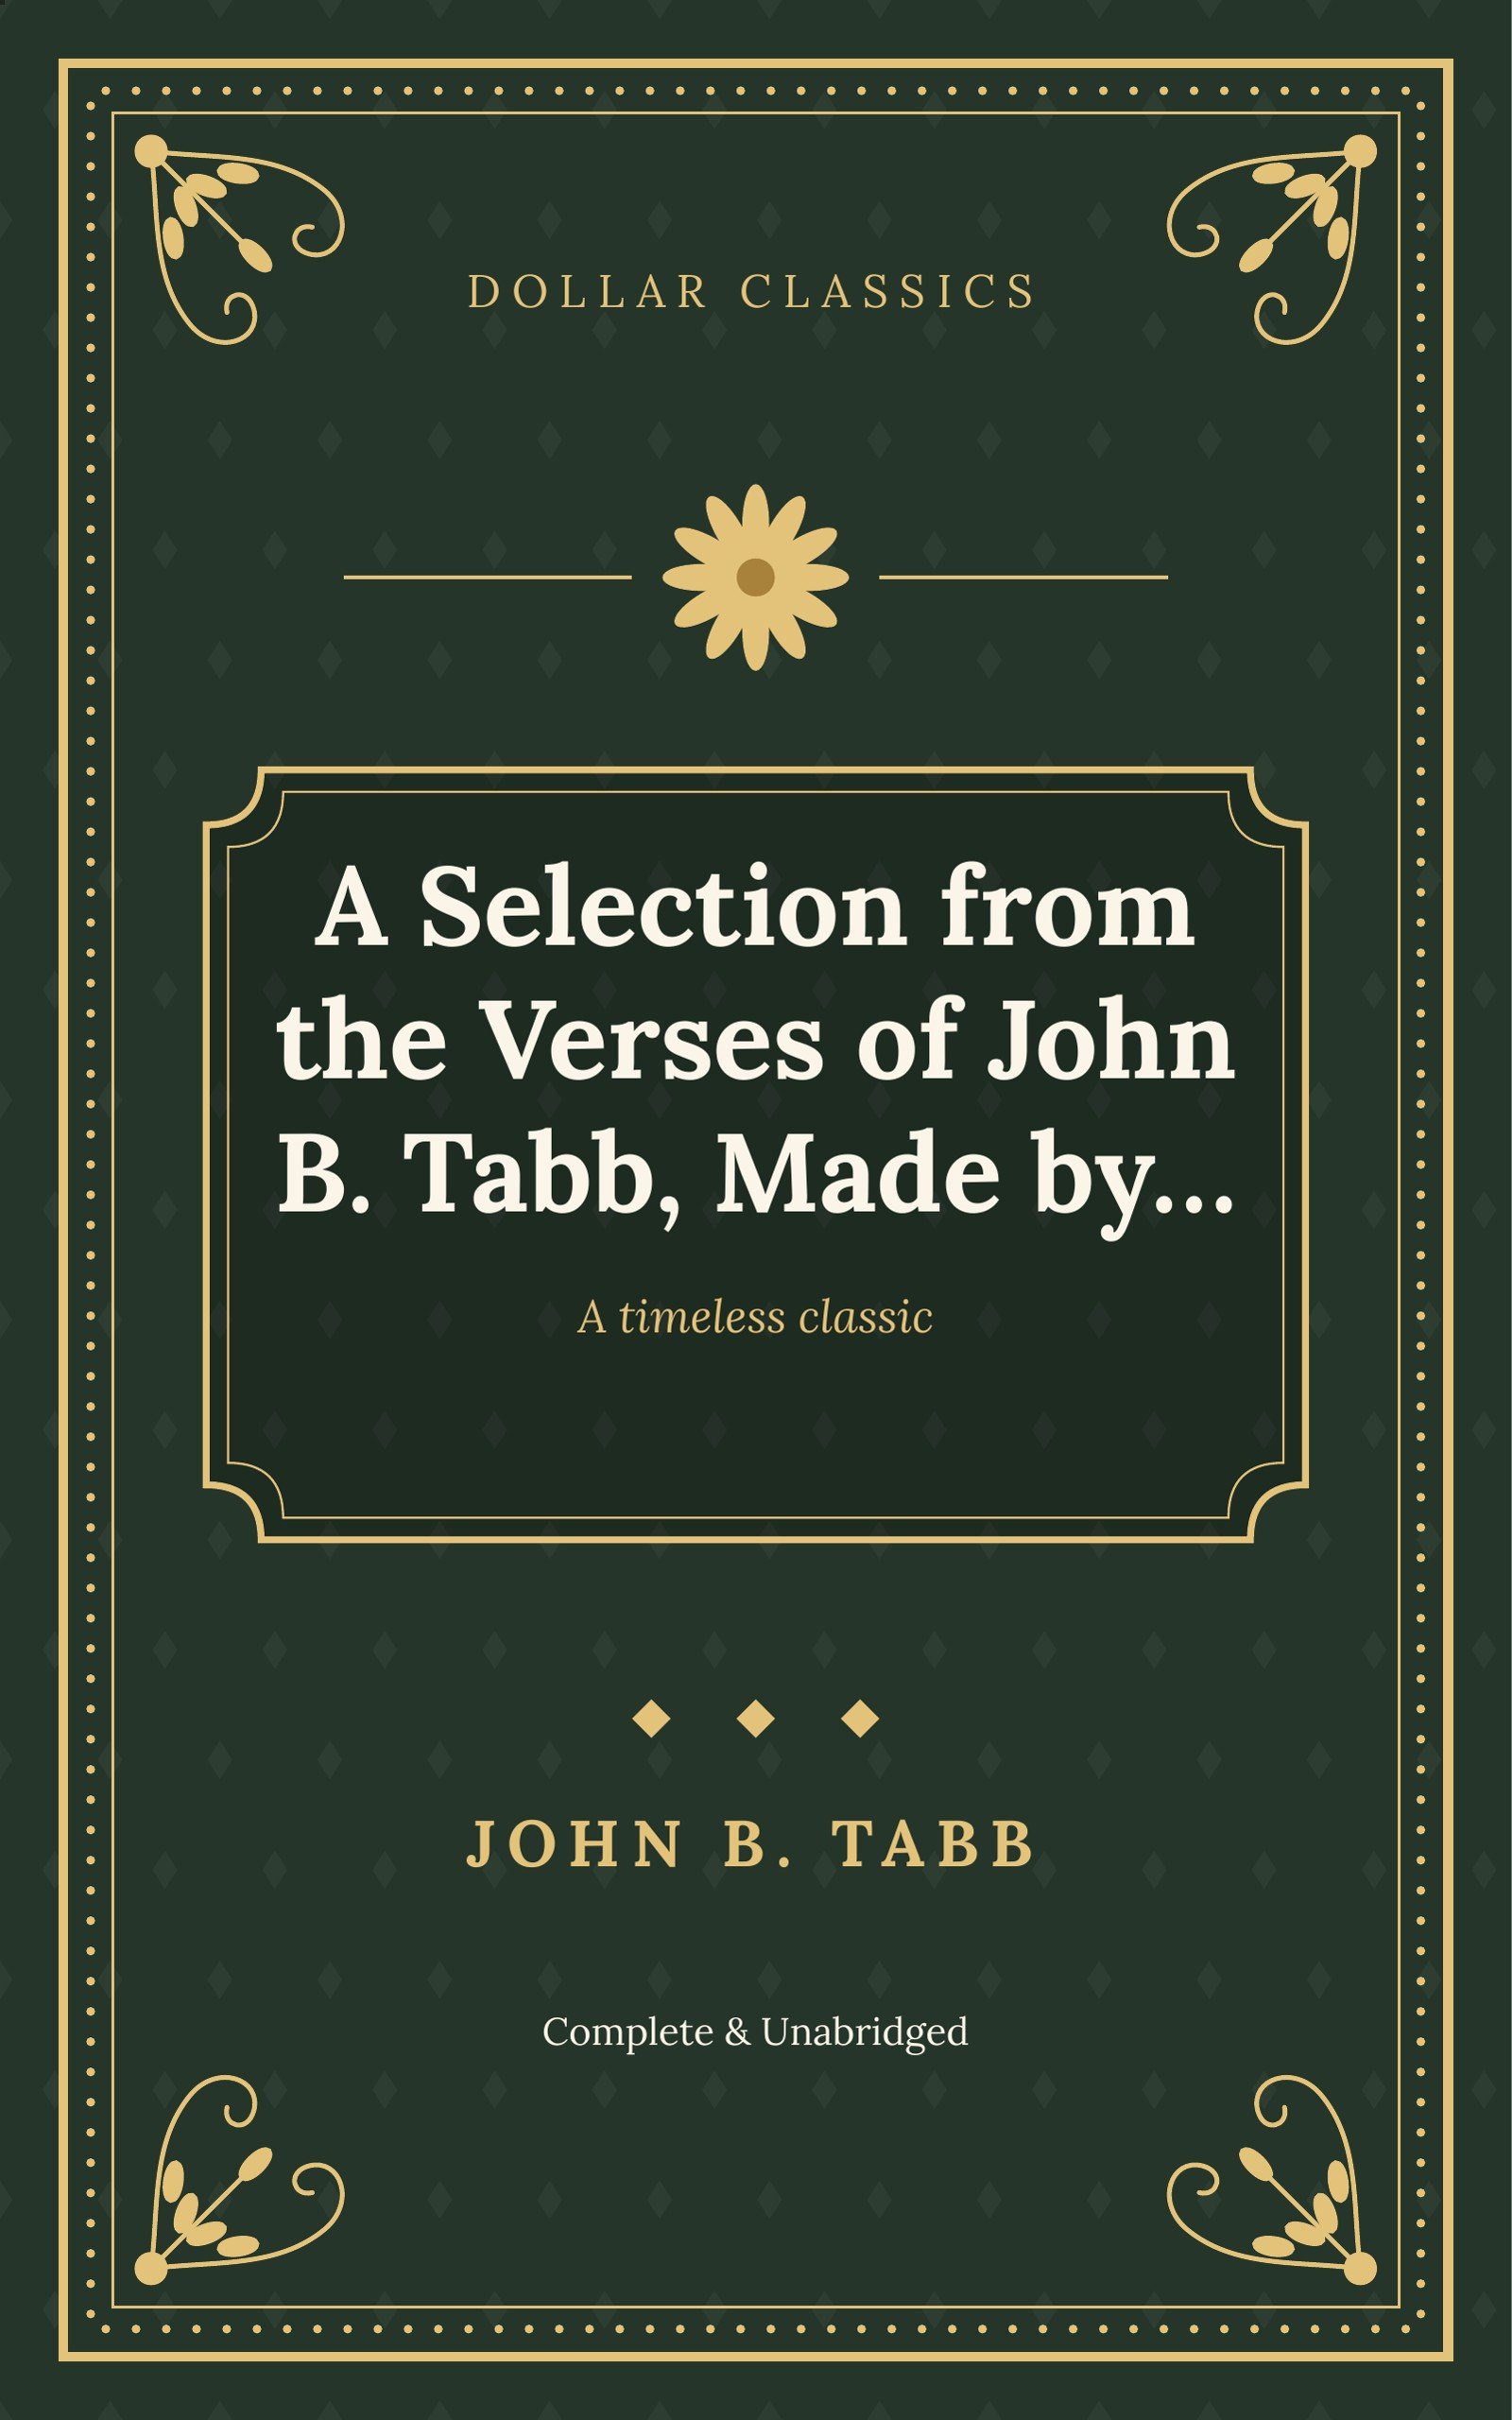 DOLLAR CLASSICS
A Selection from
the Verses of John
B. Tabb, Made by...
A timeless classic
JOHN B. TABB
Complete & Unabridged